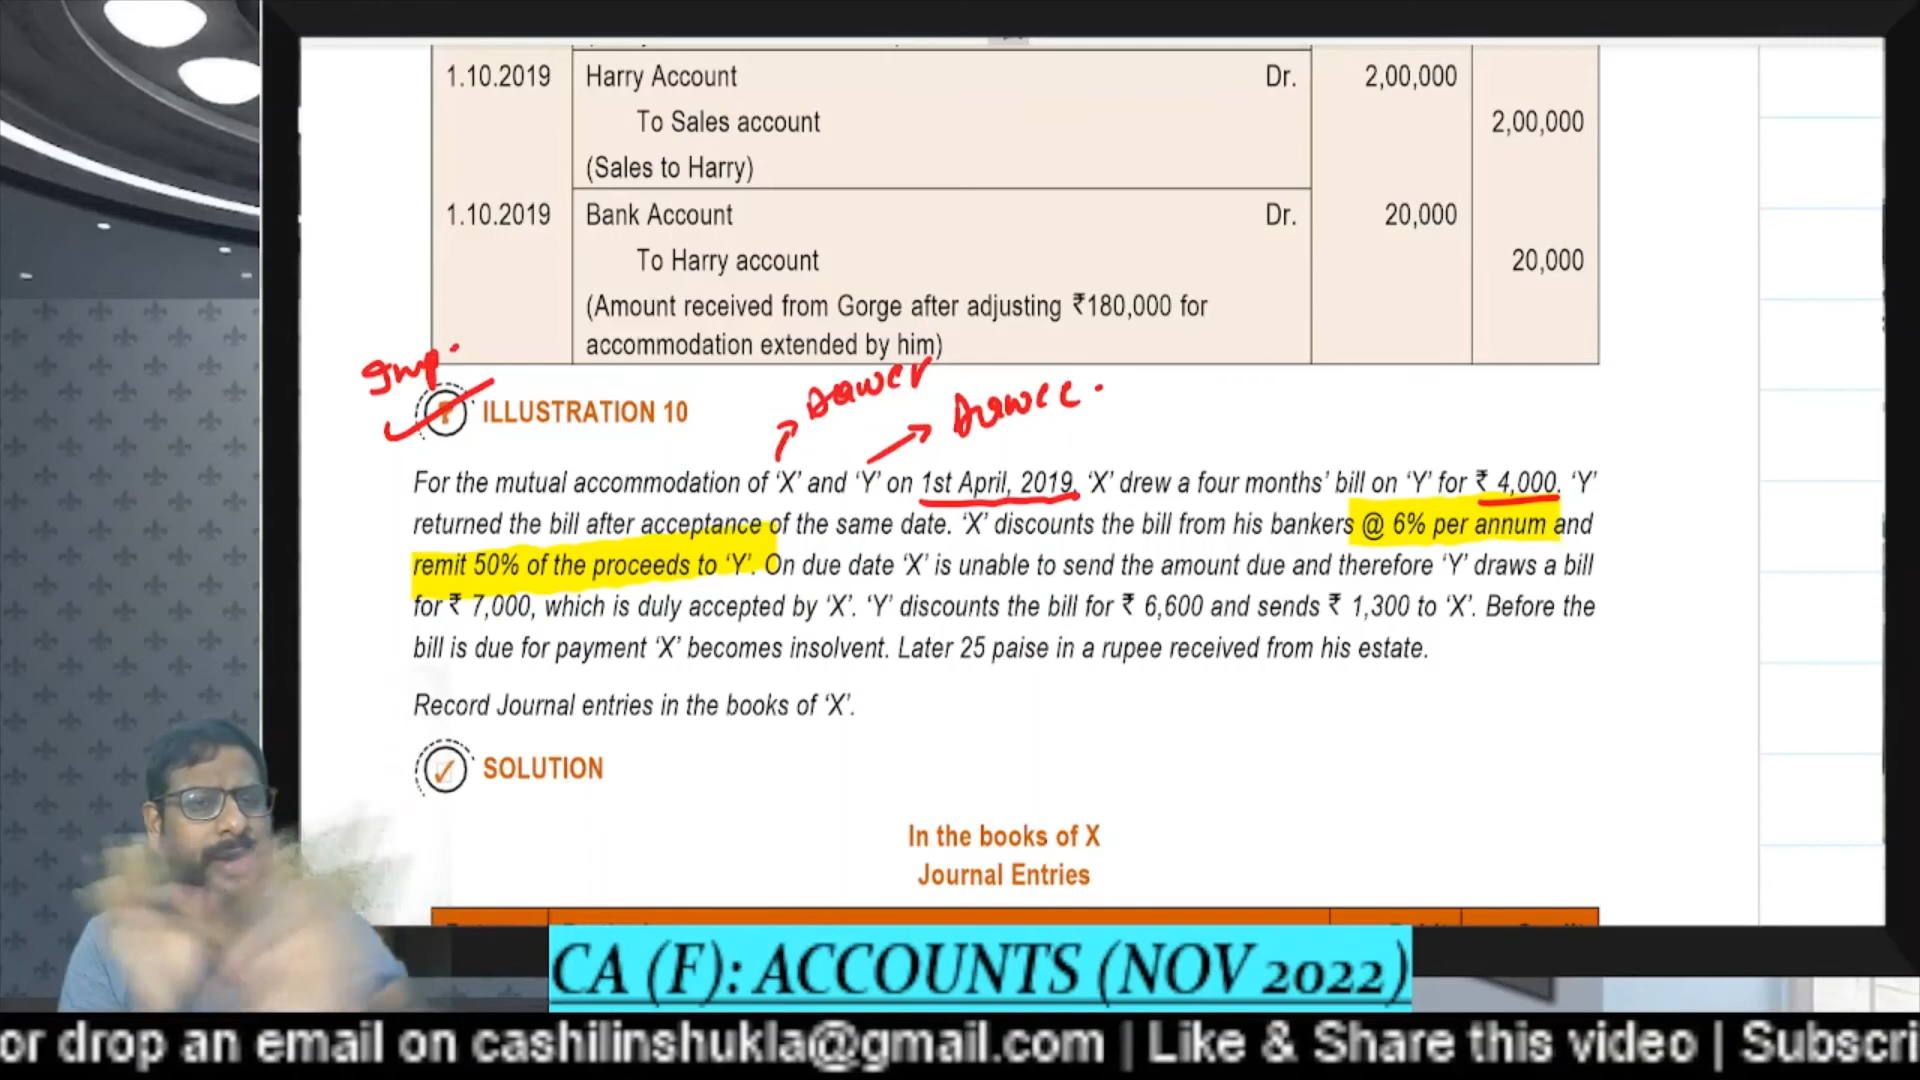 1.10.2019 Harry Account Dr. 2,00,000
To Sales account 2,00,000
(Sales to Harry)
1.10.2019 Bank Account Dr. 20,000
To Harry account 20,000
(Amount received from Gorge after adjusting ₹180,000 for
accommodation extended by him)
Imp.
Drawer
Drawee.
ILLUSTRATION 10
For the mutual accommodation of ‘X’ and ‘Y’ on 1st April, 2019, ‘X’ drew a four months’ bill on ‘Y’ for ₹ 4,000. ‘Y’
returned the bill after acceptance of the same date. ‘X’ discounts the bill from his bankers @ 6% per annum and
remit 50% of the proceeds to ‘Y’. On due date ‘X’ is unable to send the amount due and therefore ‘Y’ draws a bill
for ₹ 7,000, which is duly accepted by ‘X’. ‘Y’ discounts the bill for ₹ 6,600 and sends ₹ 1,300 to ‘X’. Before the
bill is due for payment ‘X’ becomes insolvent. Later 25 paise in a rupee received from his estate.
Record Journal entries in the books of ‘X’.
SOLUTION
In the books of X
Journal Entries
CA (F): ACCOUNTS (NOV 2022)
or drop an email on cashilinshukla@gmail.com | Like & Share this video | Subscri